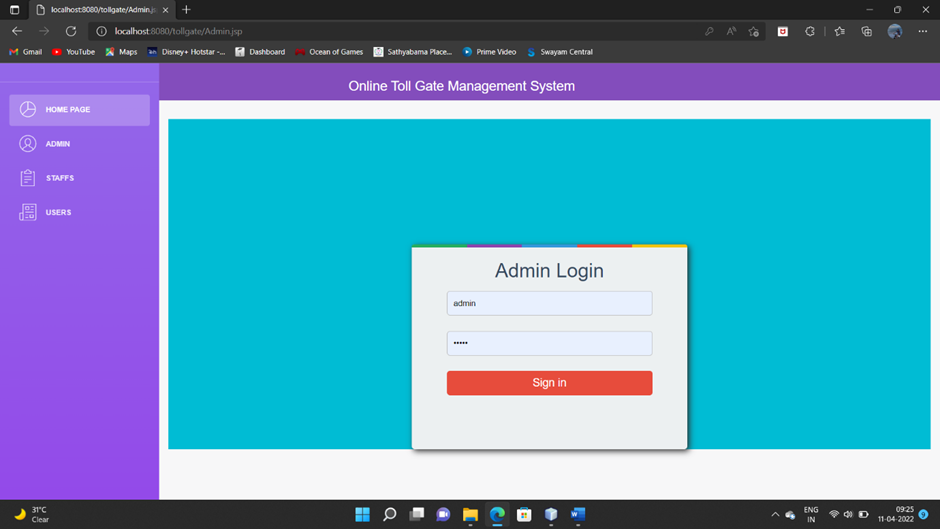 localhost:8080/tollgate/Admin.js
localhost:8080/tollgate/Admin.jsp
Gmail YouTube Maps Disney+ Hotstar -... Dashboard Ocean of Games Sathyabama Place... Prime Video Swayam Central
Online Toll Gate Management System
HOME PAGE
ADMIN
STAFFS
USERS
Admin Login
admin
•••••
Sign in
31°C
Clear
ENG
IN
09:25
11-04-2022